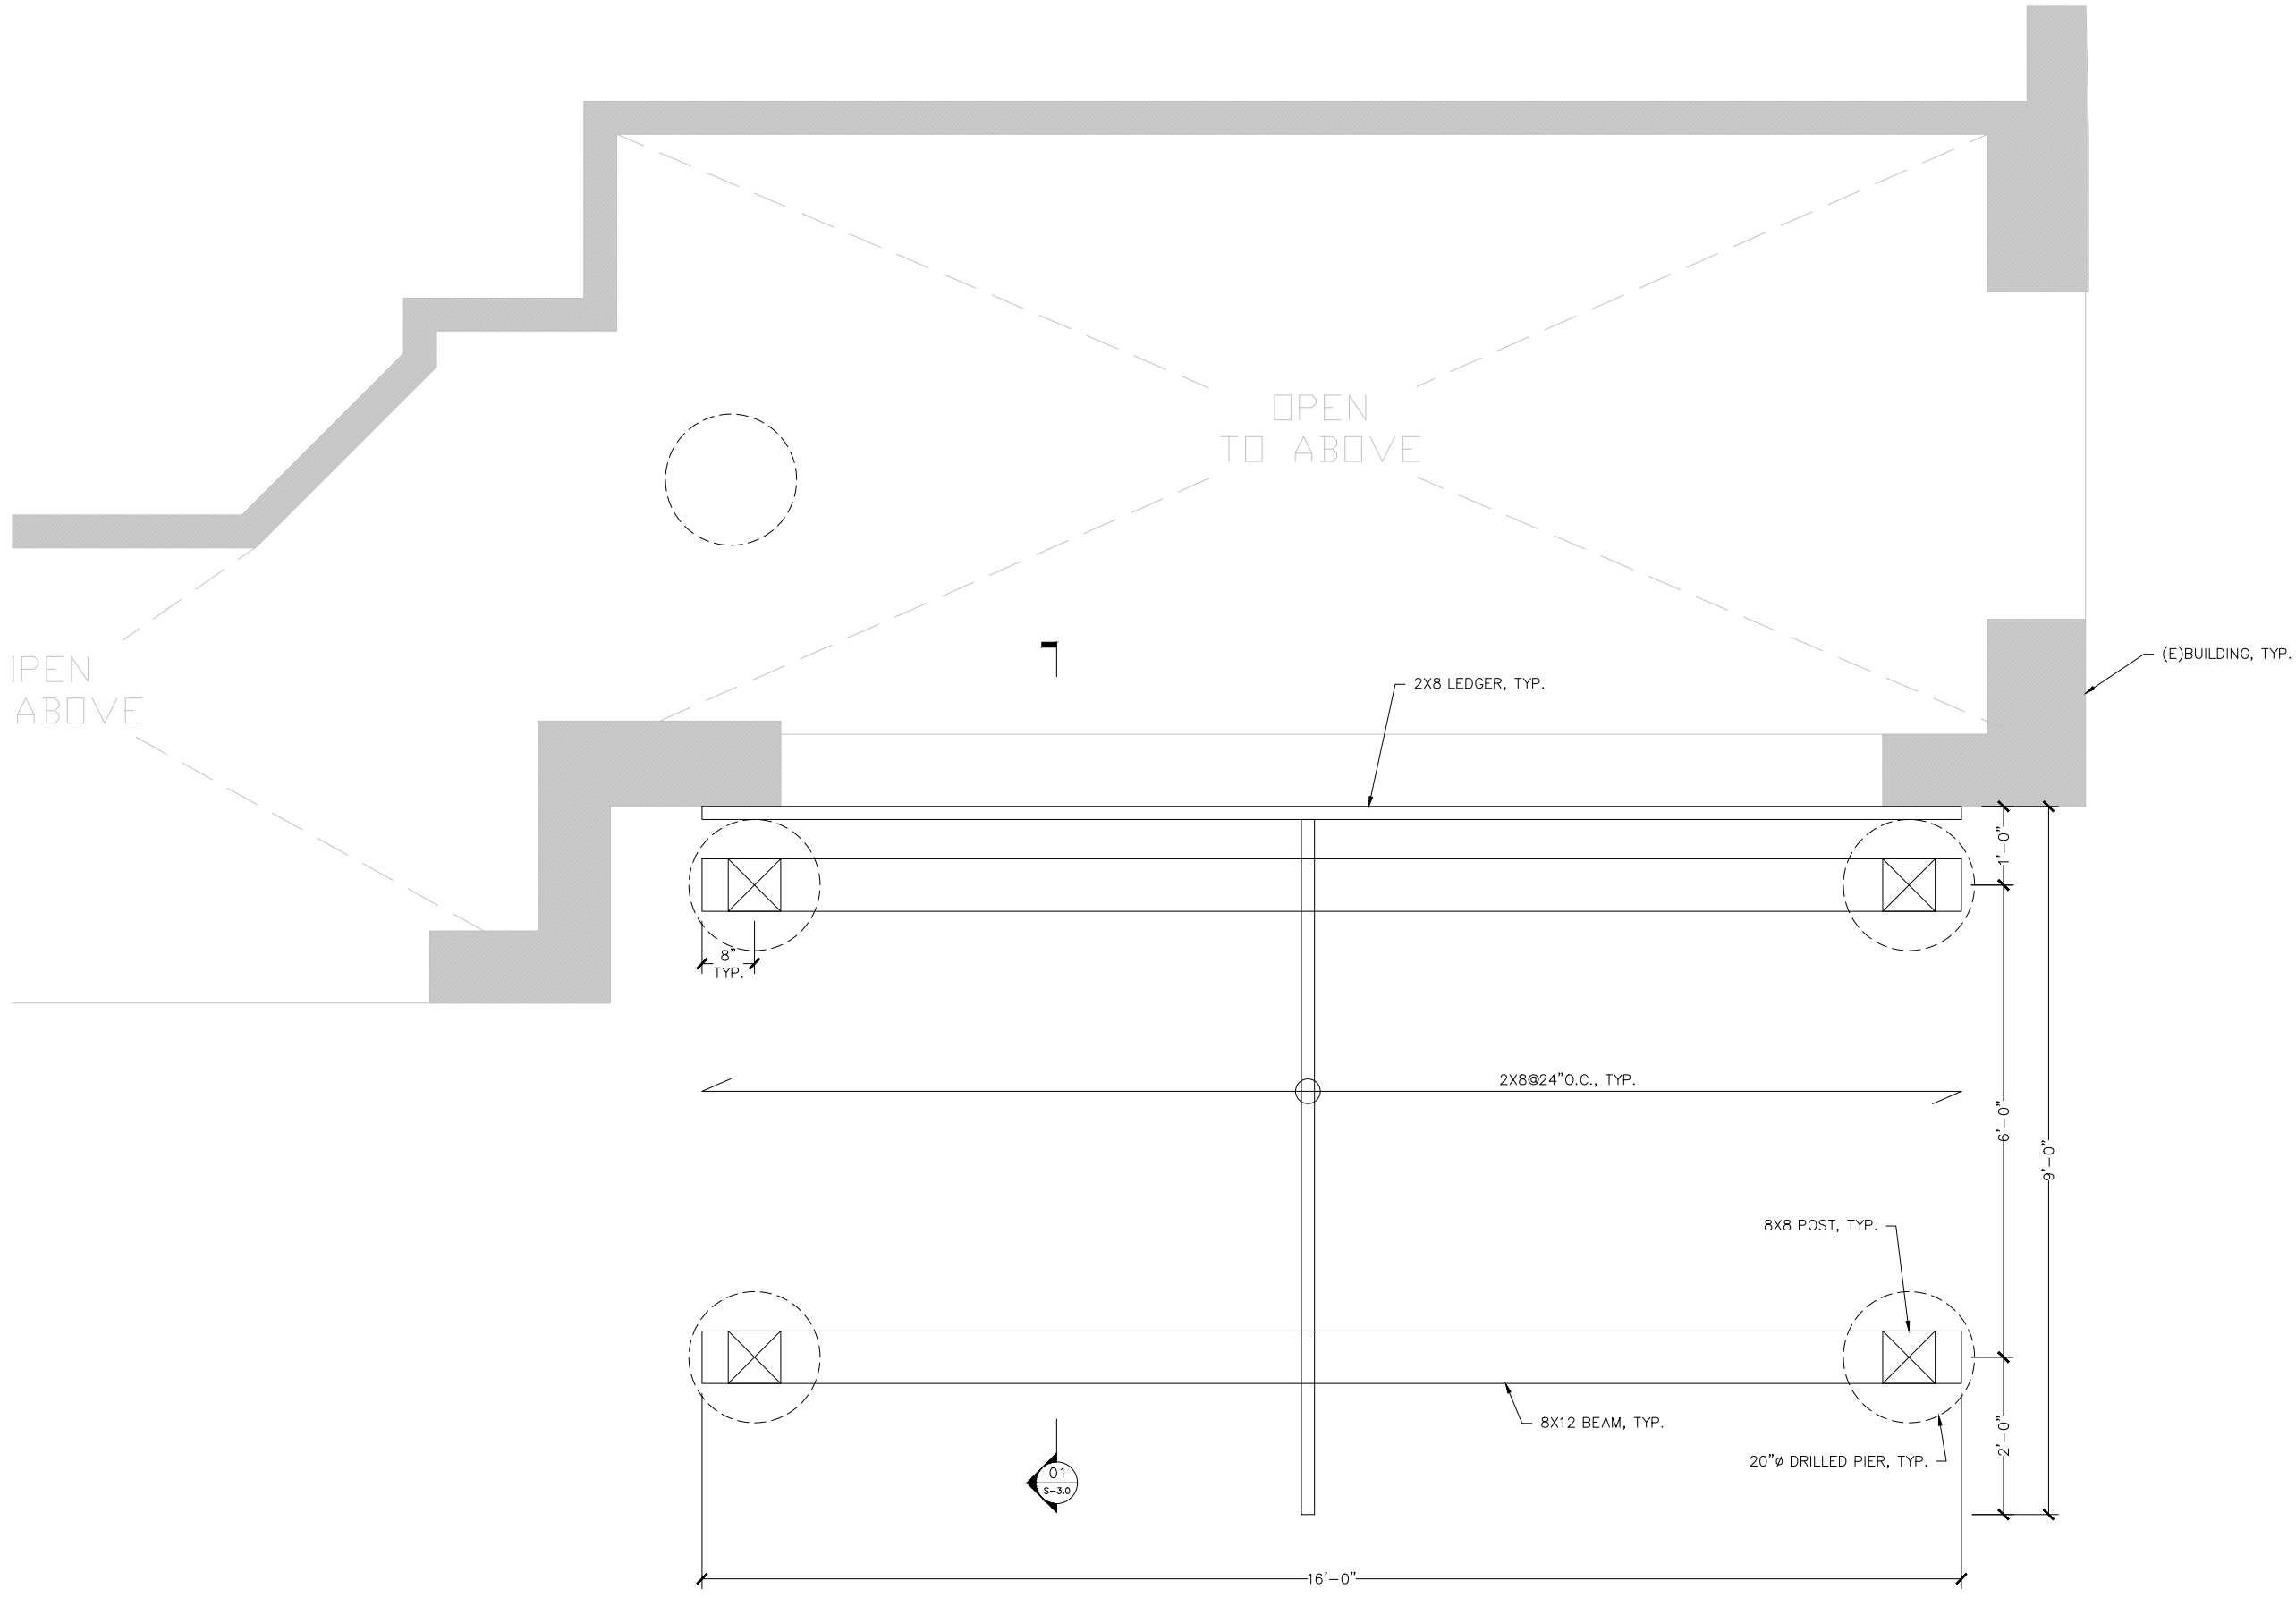 OPEN
TO ABOVE
PEN
ABOVE
(E)BUILDING, TYP.
2X8 LEDGER, TYP.
1'-0"
8"
TYP.
2X8@24"O.C., TYP.
6'-0"
9'-0"
8X8 POST, TYP.
8X12 BEAM, TYP.
2'-0"
20"ø DRILLED PIER, TYP.
01
S-3.0
16'-0"